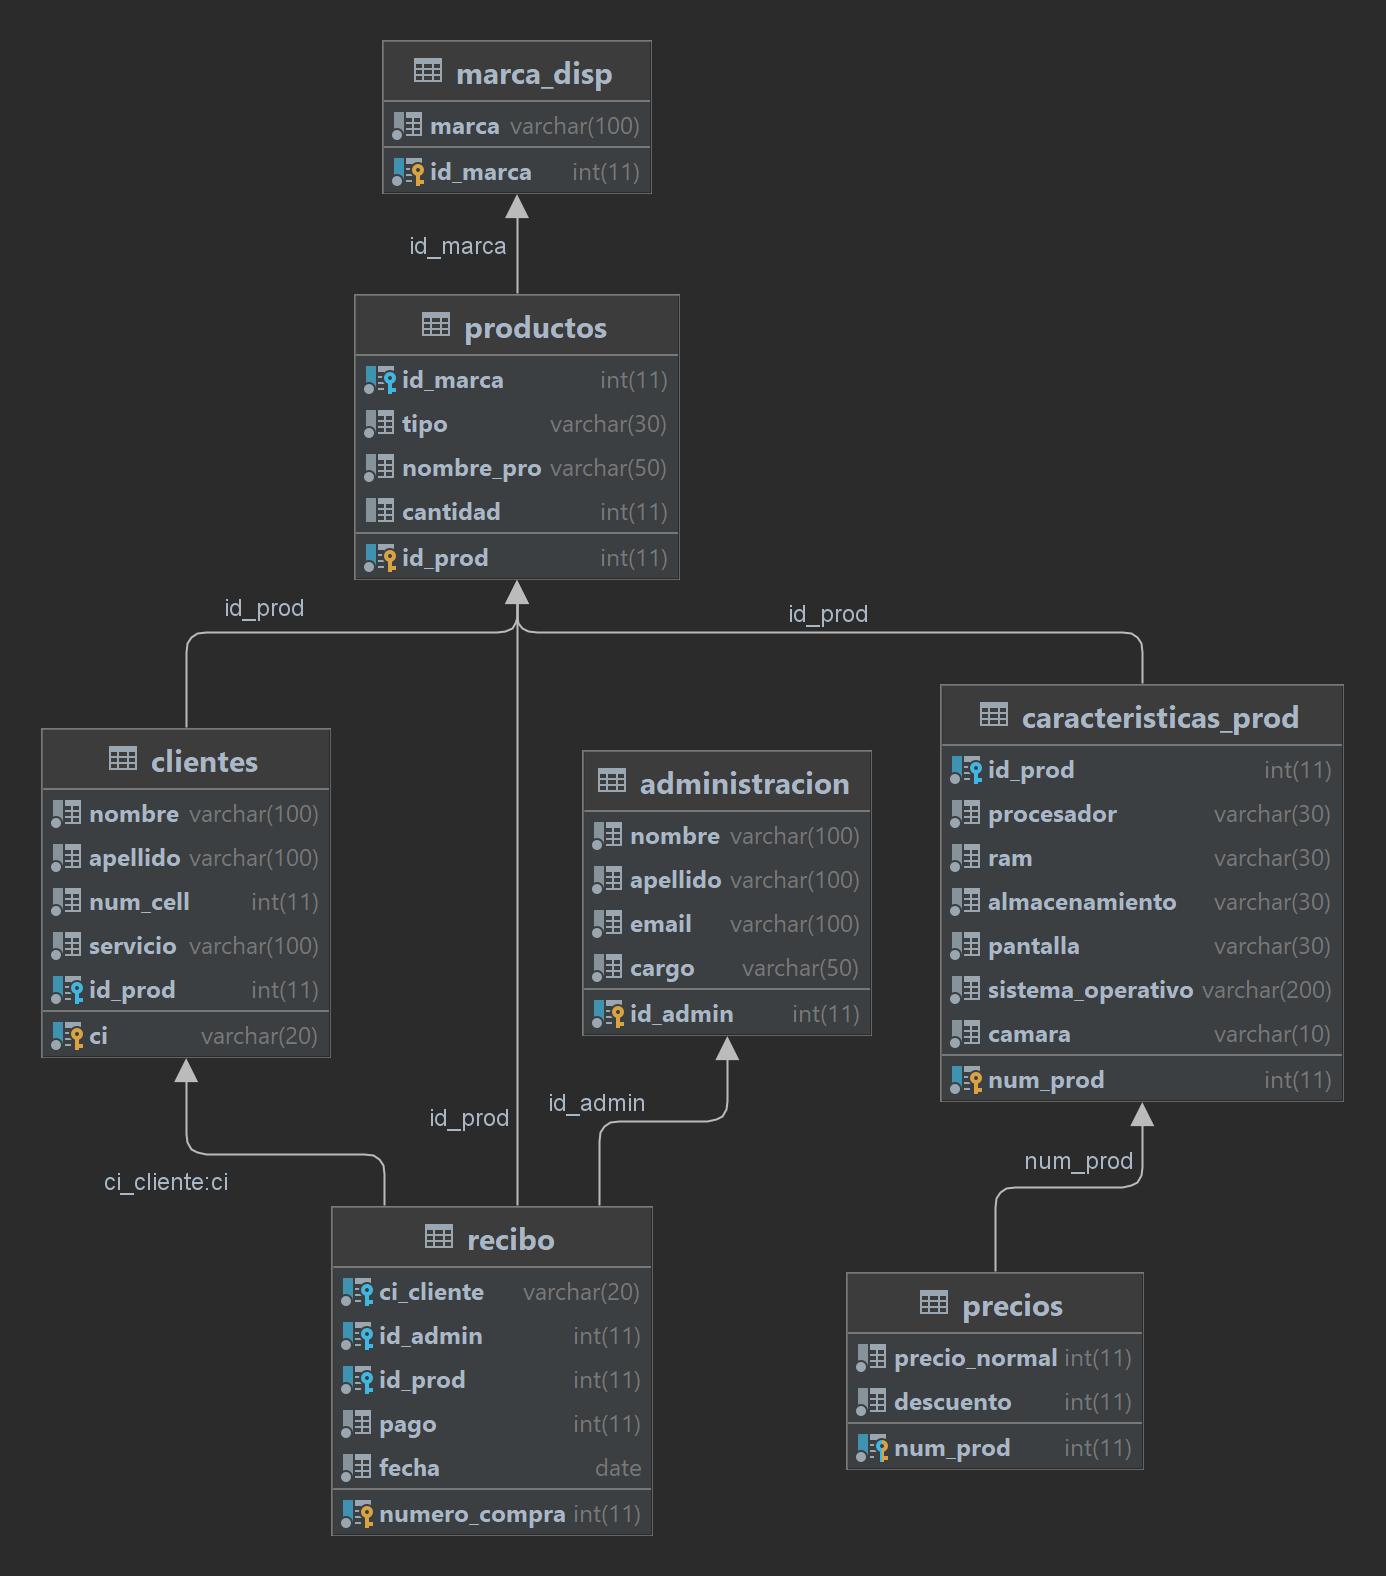 marca_disp
marca varchar(100)
id_marca int(11)
id_marca
productos
id_marca int(11)
tipo varchar(30)
nombre_pro varchar(50)
cantidad int(11)
id_prod int(11)
id_prod
id_prod
clientes
nombre varchar(100)
apellido varchar(100)
num_cell int(11)
servicio varchar(100)
id_prod int(11)
ci varchar(20)
administracion
nombre varchar(100)
apellido varchar(100)
email varchar(100)
cargo varchar(50)
id_admin int(11)
caracteristicas_prod
id_prod int(11)
procesador varchar(30)
ram varchar(30)
almacenamiento varchar(30)
pantalla varchar(30)
sistema_operativo varchar(200)
camara varchar(10)
num_prod int(11)
ci_cliente:ci
id_prod
id_admin
num_prod
recibo
ci_cliente varchar(20)
id_admin int(11)
id_prod int(11)
pago int(11)
fecha date
numero_compra int(11)
precios
precio_normal int(11)
descuento int(11)
num_prod int(11)